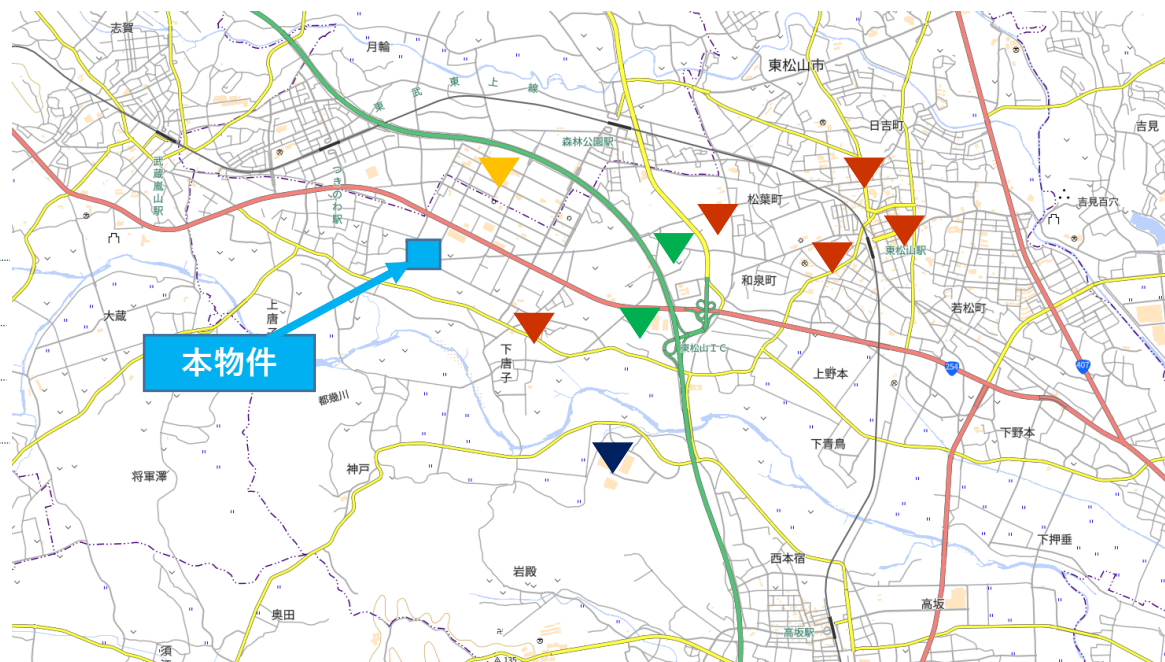 志賀
月輪
東松山市
東武東上線
日吉町
吉見
森林公園駅
武蔵嵐山駅
つきのわ駅
松葉町
吉見百穴
東松山駅
和泉町
大蔵
上唐子
若松町
本物件
下唐子
東松山IC
上野本
254
407
都幾川
下野本
下青鳥
神戸
将軍澤
下押垂
西本宿
岩殿
高坂
奥田
高坂駅
135